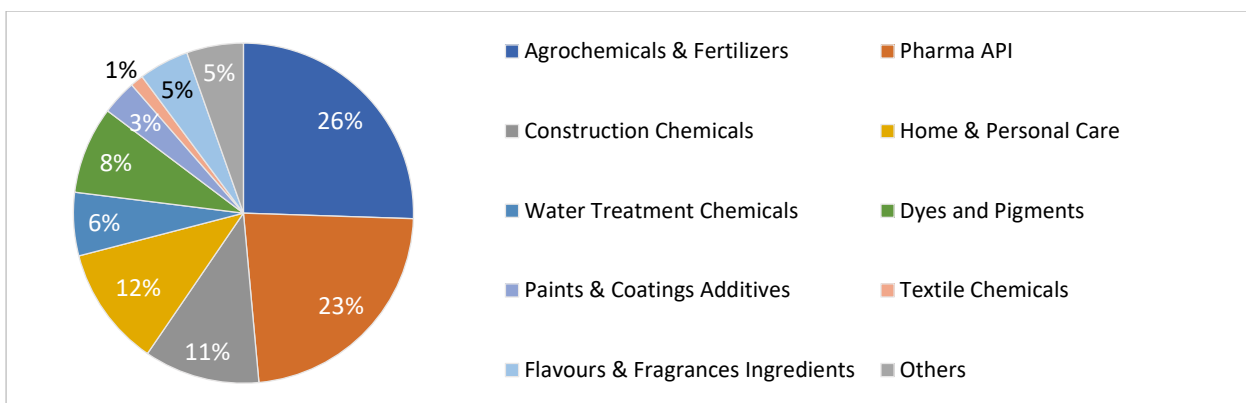 26%
23%
11%
12%
6%
8%
3%
1%
5%
5%
Agrochemicals & Fertilizers
Pharma API
Construction Chemicals
Home & Personal Care
Water Treatment Chemicals
Dyes and Pigments
Paints & Coatings Additives
Textile Chemicals
Flavours & Fragrances Ingredients
Others